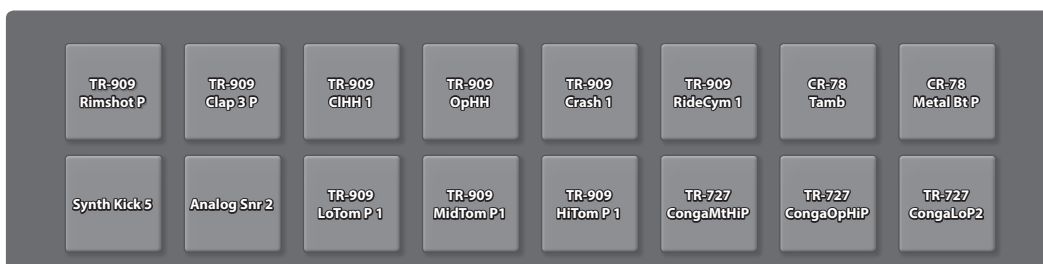 TR-909
Rimshot P
TR-909
Clap 3 P
TR-909
ClHH 1
TR-909
OpHH
TR-909
Crash 1
TR-909
RideCym 1
CR-78
Tamb
CR-78
Metal Bt P
Synth Kick 5
Analog Snr 2
TR-909
LoTom P 1
TR-909
MidTom P1
TR-909
HiTom P 1
TR-727
CongaMtHiP
TR-727
CongaOpHiP
TR-727
CongaLoP2